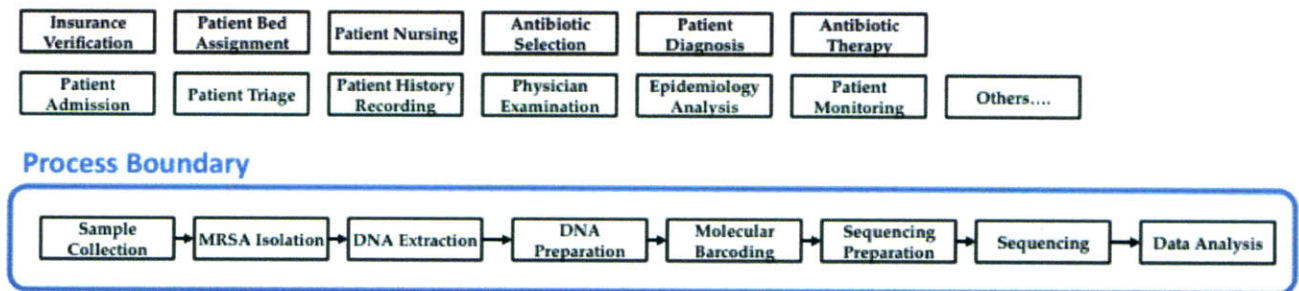 Insurance
Verification
Patient Bed
Assignment
Patient Nursing
Antibiotic
Selection
Patient
Diagnosis
Antibiotic
Therapy
Patient
Admission
Patient Triage
Patient History
Recording
Physician
Examination
Epidemiology
Analysis
Patient
Monitoring
Others....
Process Boundary
Sample
Collection
MRSA Isolation
DNA Extraction
DNA
Preparation
Molecular
Barcoding
Sequencing
Preparation
Sequencing
Data Analysis